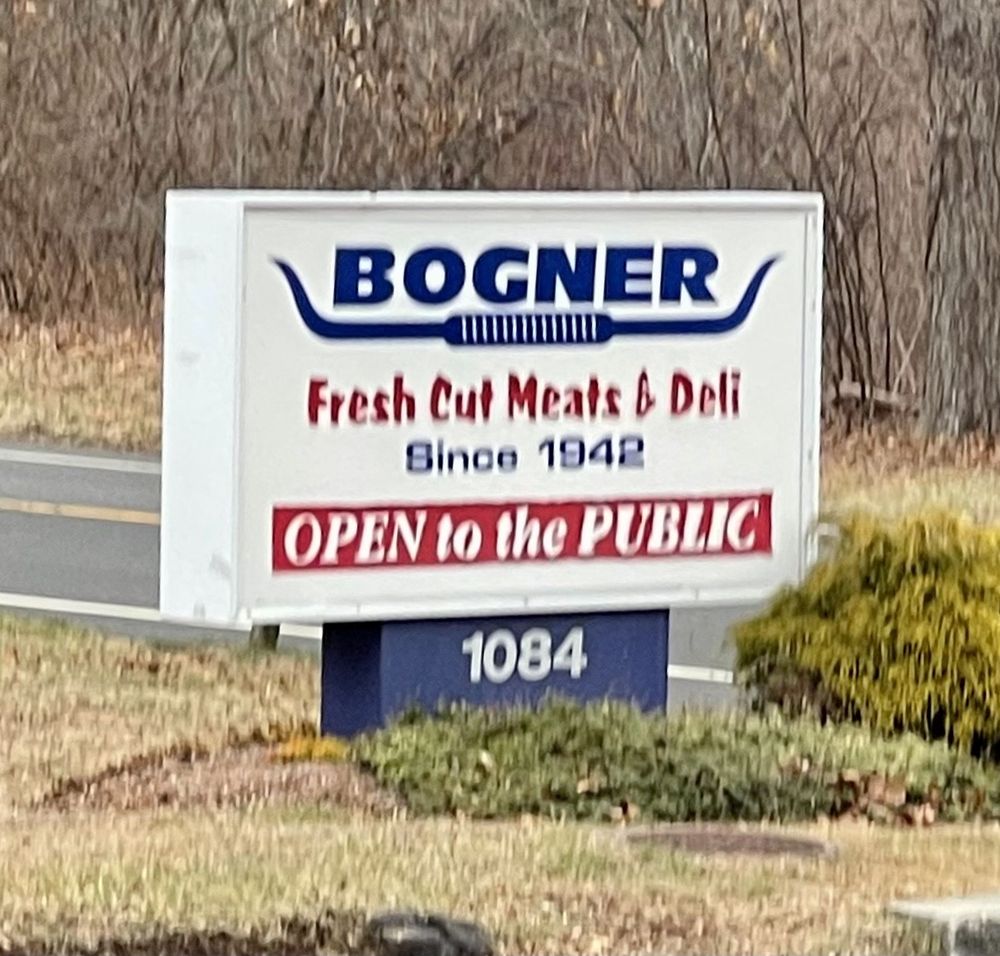 BOGNER
Fresh Cut Meats & Deli
Since 1942
OPEN to the PUBLIC
1084